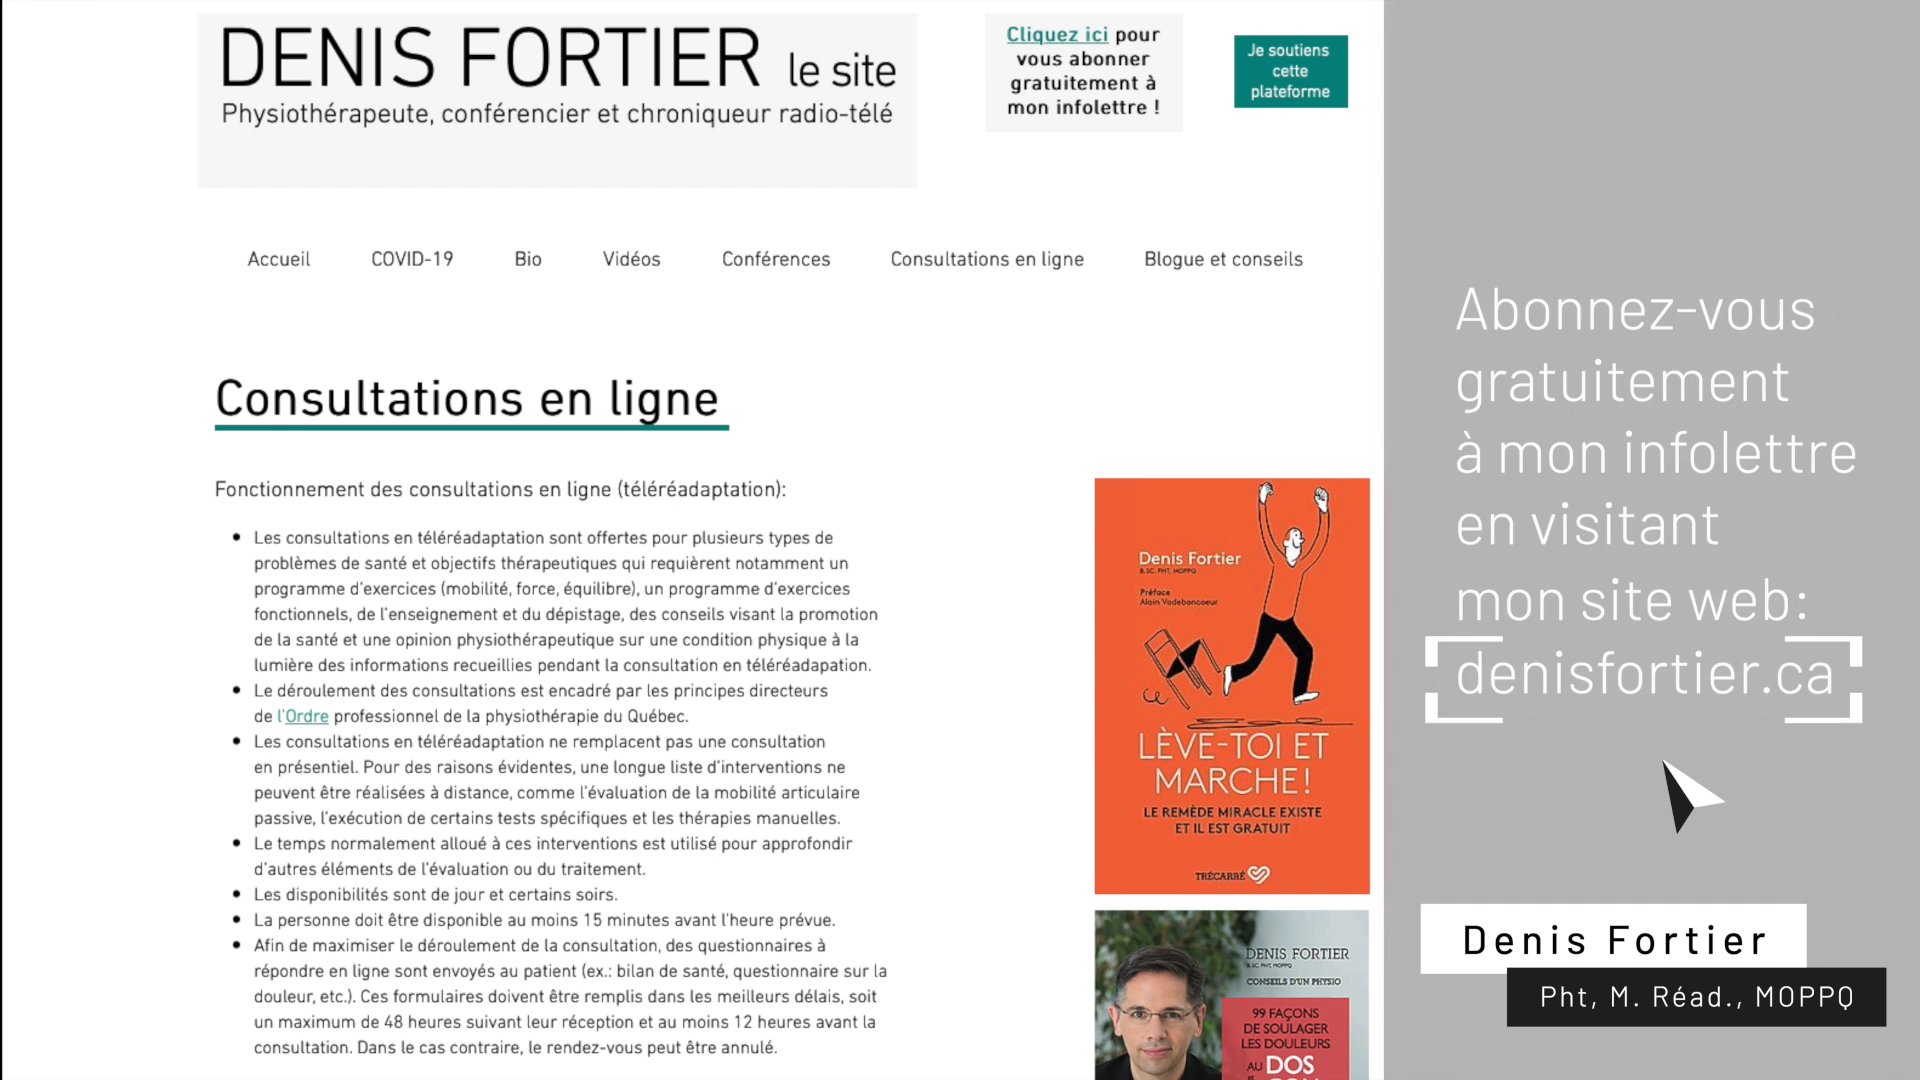 DENIS FORTIER le site
Physiothérapeute, conférencier et chroniqueur radio-télé
Cliquez ici pour
vous abonner
gratuitement à
mon infolettre !
Je soutiens
cette
plateforme
Accueil COVID-19 Bio Vidéos Conférences Consultations en ligne Blogue et conseils
Consultations en ligne
Fonctionnement des consultations en ligne (téléréadaptation):
• Les consultations en téléréadaptation sont offertes pour plusieurs types de
problèmes de santé et objectifs thérapeutiques qui requièrent notamment un
programme d'exercices (mobilité, force, équilibre), un programme d'exercices
fonctionnels, de l'enseignement et du dépistage, des conseils visant la promotion
de la santé et une opinion physiothérapeutique sur une condition physique à la
lumière des informations recueillies pendant la consultation en téléréadapation.
• Le déroulement des consultations est encadré par les principes directeurs
de l'Ordre professionnel de la physiothérapie du Québec.
• Les consultations en téléréadaptation ne remplacent pas une consultation
en présentiel. Pour des raisons évidentes, une longue liste d'interventions ne
peuvent être réalisées à distance, comme l'évaluation de la mobilité articulaire
passive, l'exécution de certains tests spécifiques et les thérapies manuelles.
• Le temps normalement alloué à ces interventions est utilisé pour approfondir
d'autres éléments de l'évaluation ou du traitement.
• Les disponibilités sont de jour et certains soirs.
• La personne doit être disponible au moins 15 minutes avant l'heure prévue.
• Afin de maximiser le déroulement de la consultation, des questionnaires à
répondre en ligne sont envoyés au patient (ex.: bilan de santé, questionnaire sur la
douleur, etc.). Ces formulaires doivent être remplis dans les meilleurs délais, soit
un maximum de 48 heures suivant leur réception et au moins 12 heures avant la
consultation. Dans le cas contraire, le rendez-vous peut être annulé.
Denis Fortier
B.SC. PHT, MOPPQ
Préface
Alain Vadeboncoeur
LÈVE-TOI ET
MARCHE!
LE REMÈDE MIRACLE EXISTE
ET IL EST GRATUIT
TRÉCARRÉ
DENIS FORTIER
B.SC. PHT, MOPPQ
CONSEILS D'UN PHYSIO
99 FAÇONS
DE SOULAGER
LES DOULEURS
AU DOS
Abonnez-vous
gratuitement
à mon infolettre
en visitant
mon site web:
denisfortier.ca
Denis Fortier
Pht, M. Réad., MOPPQ